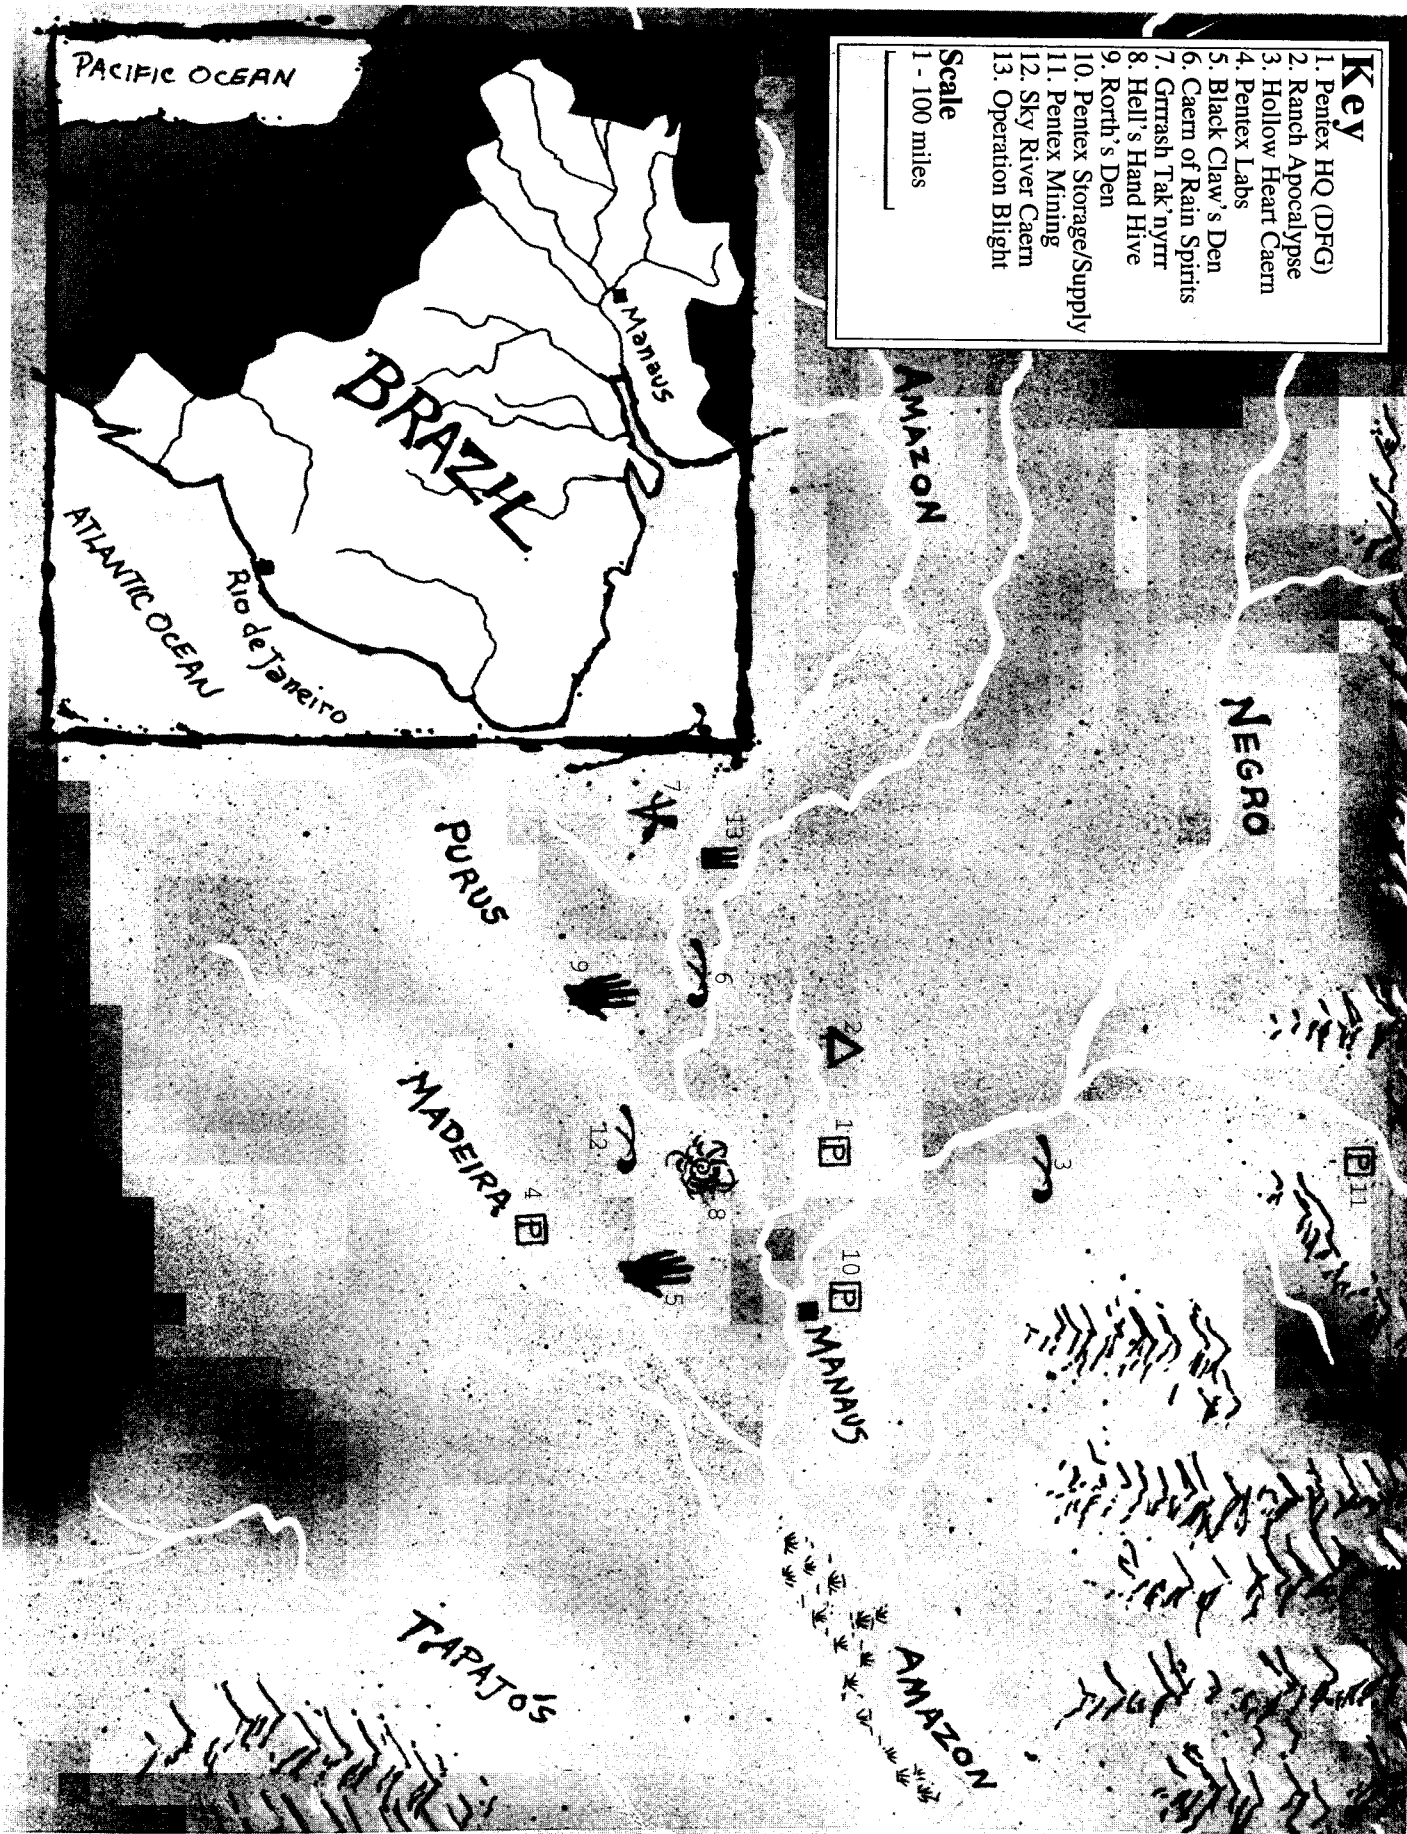 Key
1. Pentex HQ (DFG)
2. Ranch Apocalypse
3. Hollow Heart Caern
4. Pentex Labs
5. Black Claw's Den
6. Caern of Rain Spirits
7. Grrrash Tak'nyrrr
8. Hell's Hand Hive
9. Rorth's Den
10. Pentex Storage/Supply
11. Pentex Mining
12. Sky River Caern
13. Operation Blight
Scale
1 - 100 miles
PACIFIC OCEAN
Manaus
BRAZIL
Rio de Janeiro
ATLANTIC OCEAN
AMAZON
NEGRO
PURUS
MADEIRA
MANAUS
AMAZON
TAPAJO'S
11
P
3
2
1
P
10
P
13
7
6
9
8
12
5
4
P